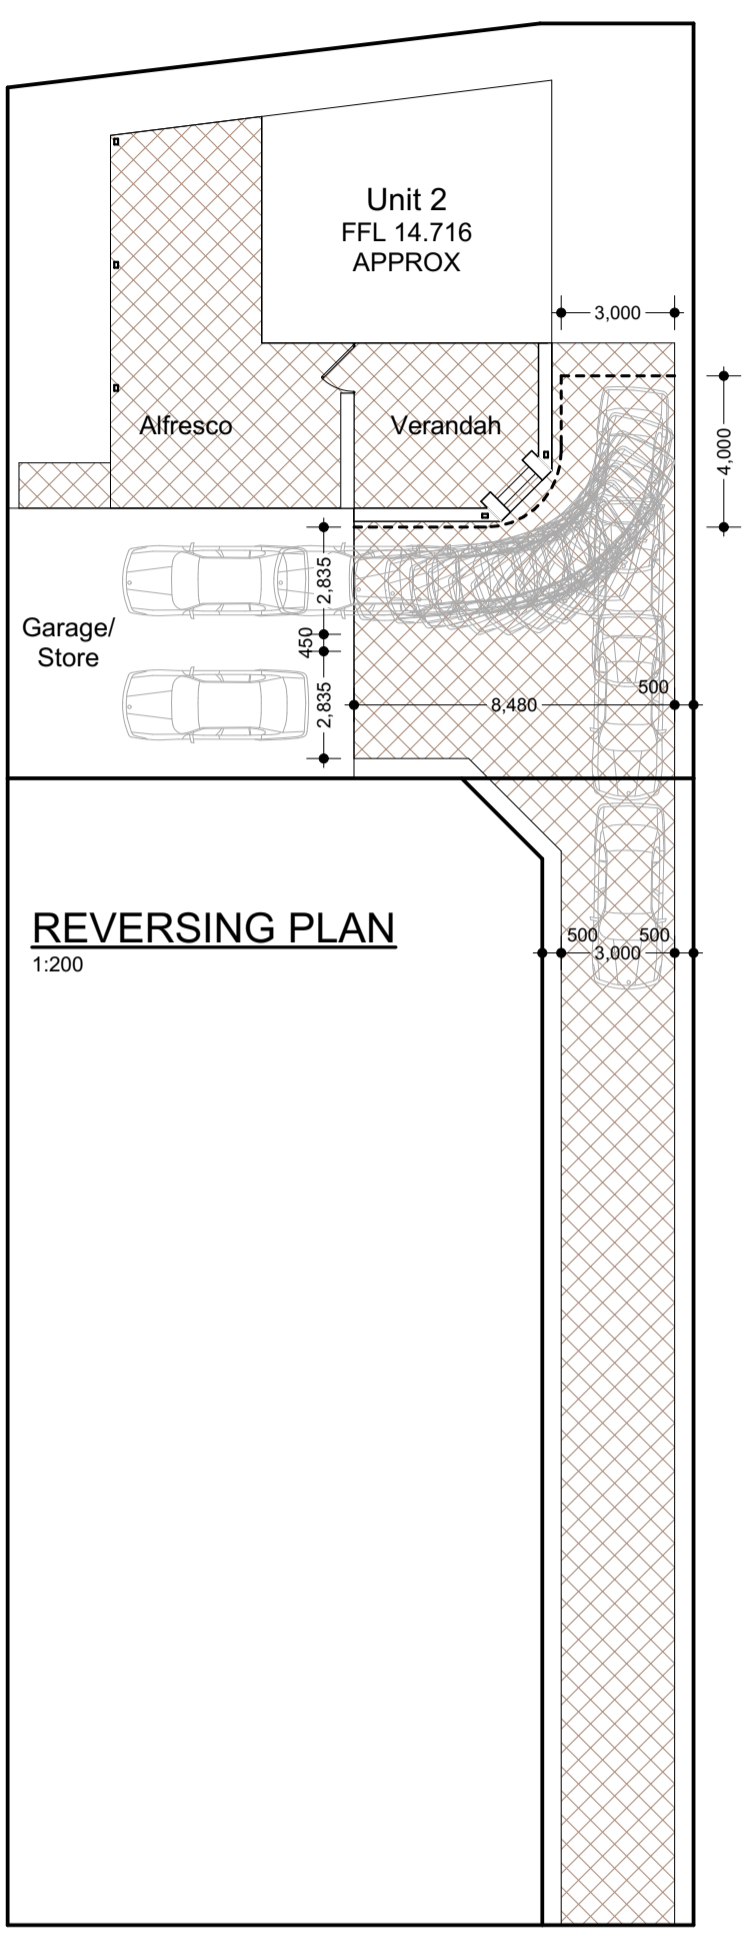 Unit 2
FFL 14.716
APPROX
3,000
Alfresco
Verandah
4,000
2,835
Garage/
Store
450
2,835
500
8,480
REVERSING PLAN
1:200
500
500
3,000